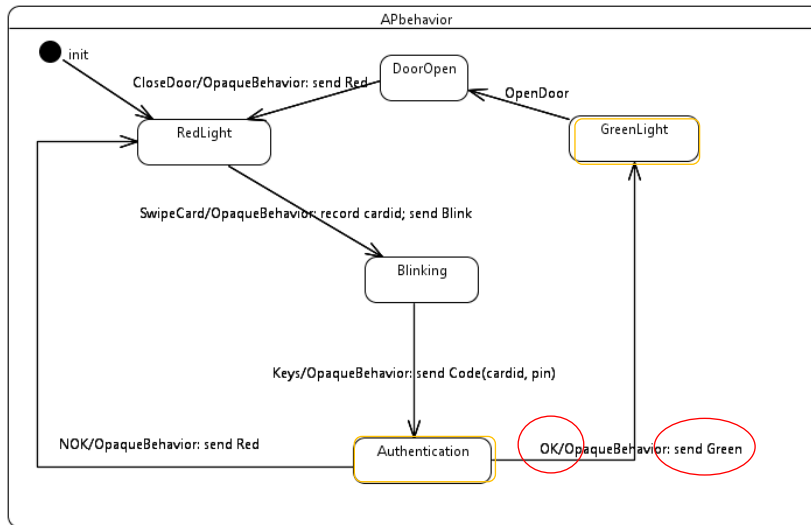 APbehavior
init
DoorOpen
CloseDoor/OpaqueBehavior: send Red
OpenDoor
RedLight
GreenLight
SwipeCard/OpaqueBehavior: record cardid; send Blink
Blinking
Keys/OpaqueBehavior: send Code(cardid, pin)
NOK/OpaqueBehavior: send Red
Authentication
OK/OpaqueBehavior: send Green